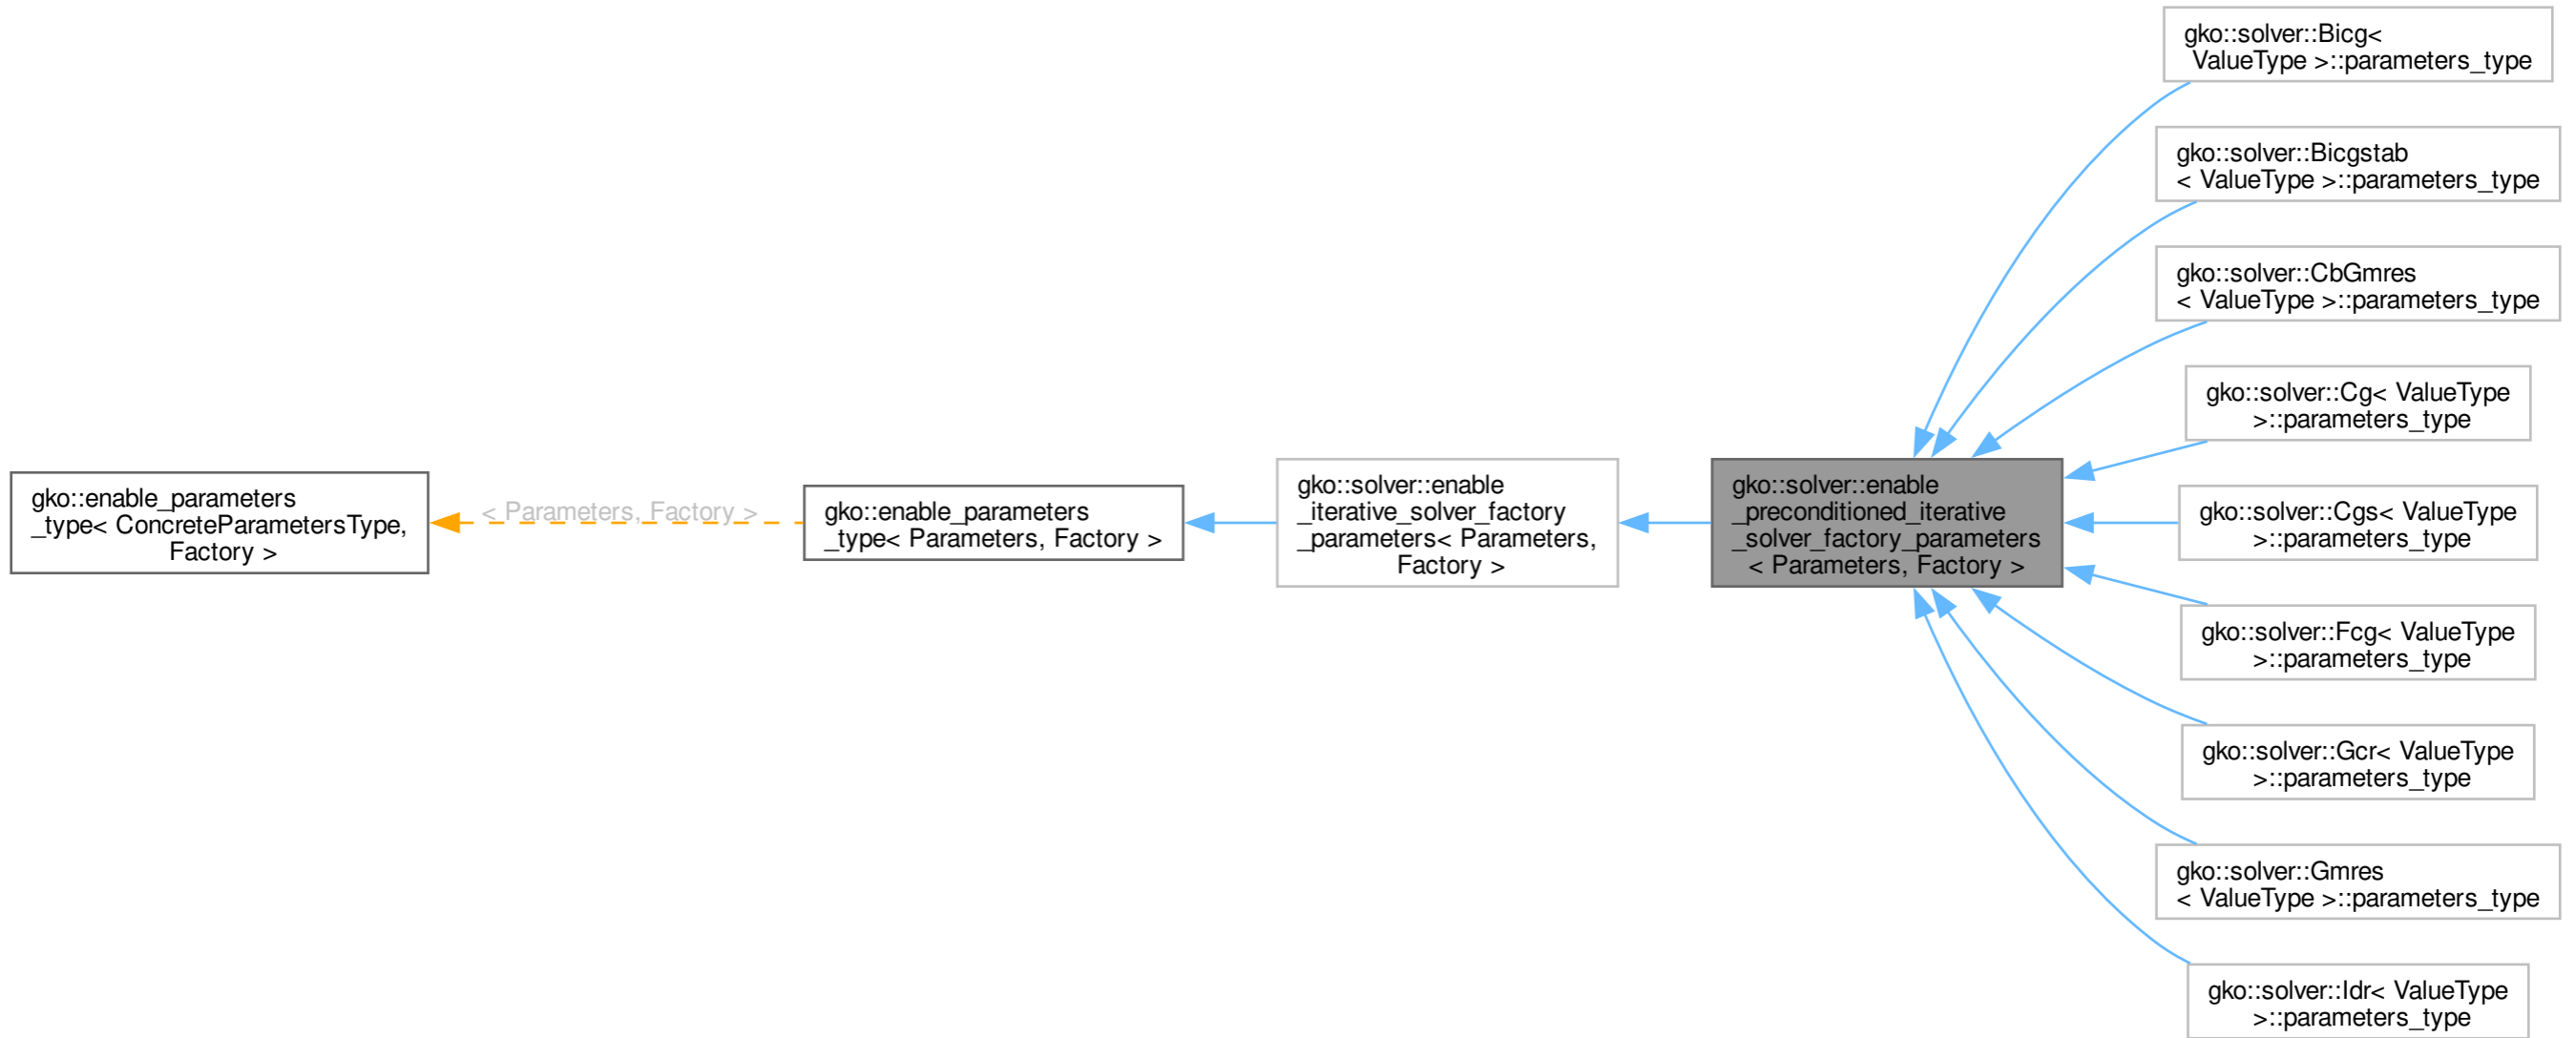 gko::solver::Bicg<
ValueType >::parameters_type
gko::solver::Bicgstab
< ValueType >::parameters_type
gko::solver::CbGmres
< ValueType >::parameters_type
gko::solver::Cg< ValueType
>::parameters_type
gko::enable_parameters
_type< ConcreteParametersType,
Factory >
< Parameters, Factory >
gko::enable_parameters
_type< Parameters, Factory >
gko::solver::enable
_iterative_solver_factory
_parameters< Parameters,
Factory >
gko::solver::enable
_preconditioned_iterative
_solver_factory_parameters
< Parameters, Factory >
gko::solver::Cgs< ValueType
>::parameters_type
gko::solver::Fcg< ValueType
>::parameters_type
gko::solver::Gcr< ValueType
>::parameters_type
gko::solver::Gmres
< ValueType >::parameters_type
gko::solver::Idr< ValueType
>::parameters_type